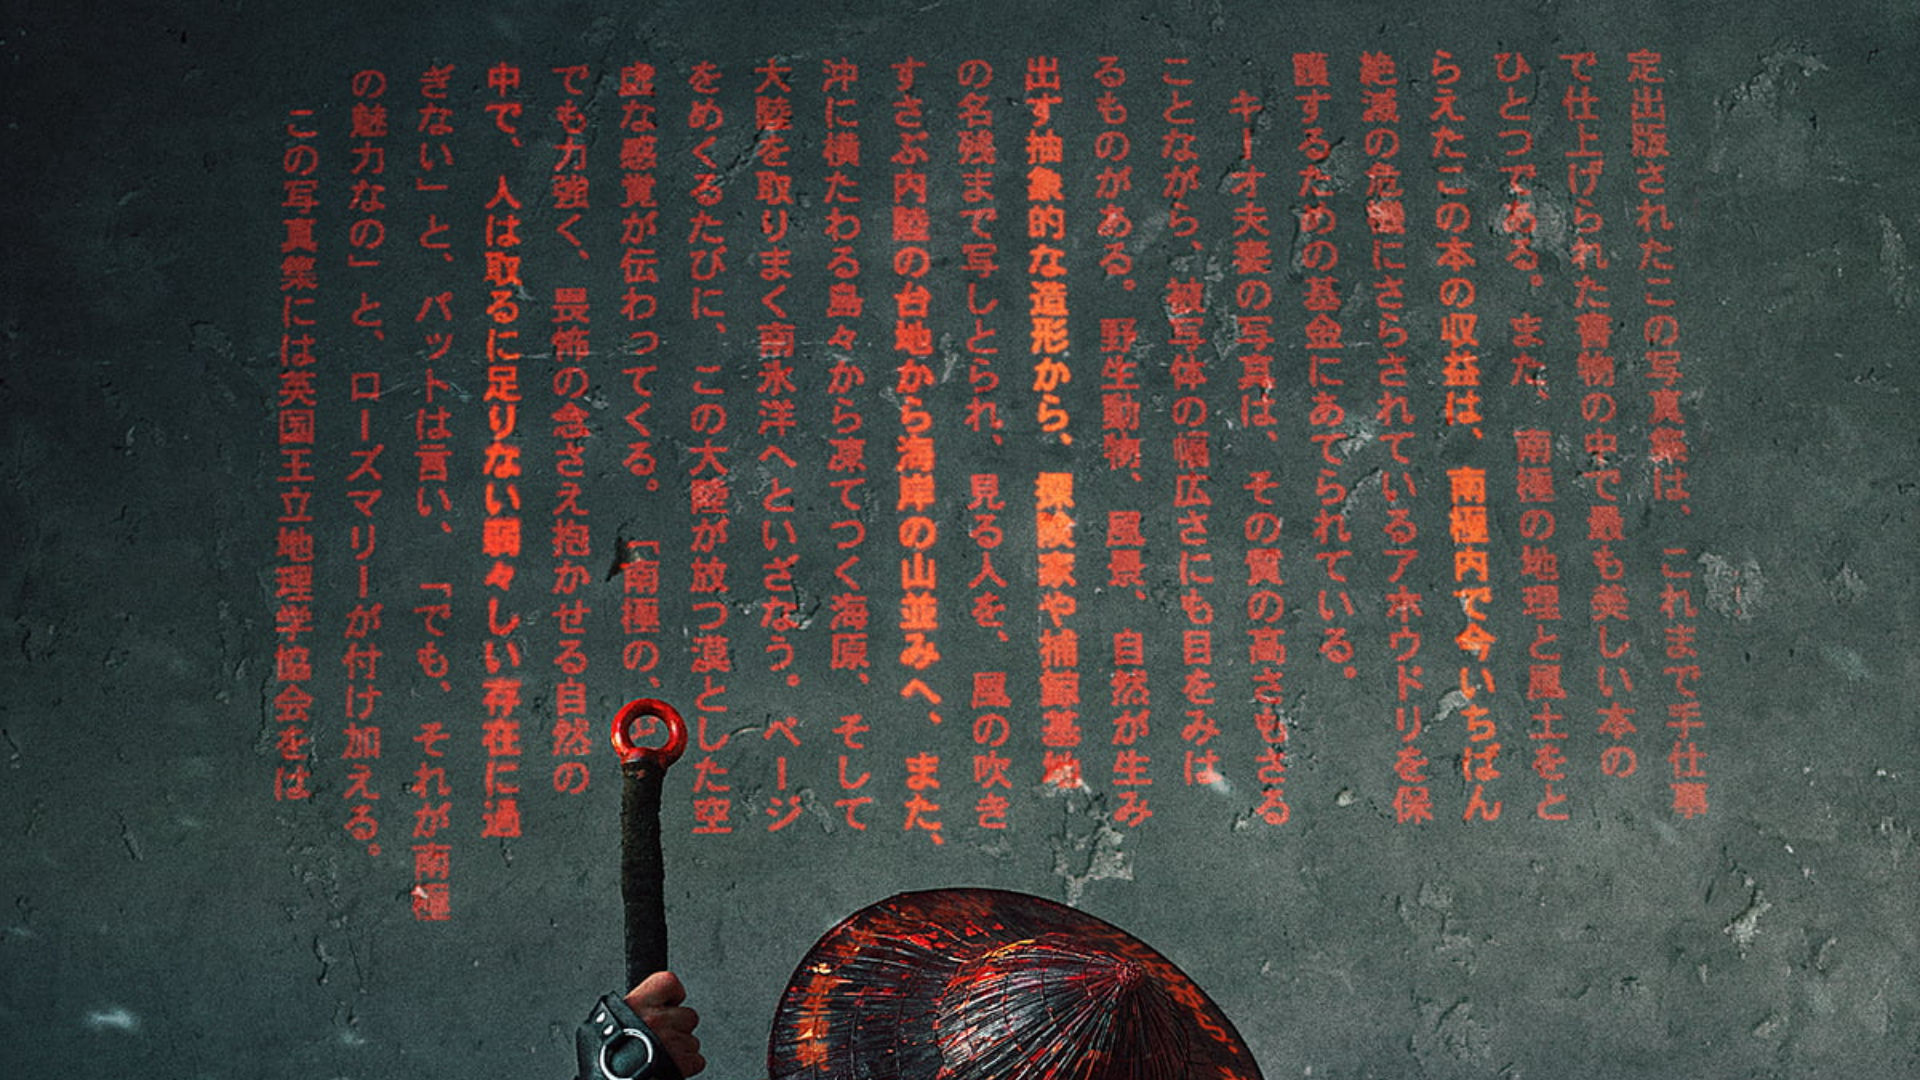 定出版されたこの写真集は、これまで手仕事
で仕上げられた書物の中で最も美しい本の
ひとつである。また、南極の地理と風土をと
らえたこの本の収益は、南極内で今いちばん
絶滅の危機にさらされているアホウドリを保
護するための基金にあてられている。
キーオ夫妻の写真は、その質の高さもさる
ことながら、被写体の幅広さにも目をみは
るものがある。野生動物、風景、自然が生み
出す抽象的な造形から、探険家や捕鯨基地
の名残まで写しとられ、見る人を、風の吹き
すさぶ内陸の台地から海岸の山並みへ、また、
沖に横たわる島々から凍てつく海原、そして
大陸を取りまく南氷洋へといざなう。ページ
をめくるたびに、この大陸が放つ漠とした空
虚な感覚が伝わってくる。「南極の、
でも力強く、畏怖の念さえ抱かせる自然の
中で、人は取るに足りない弱々しい存在に過
ぎない」と、パットは言い、「でも、それが南極
の魅力なの」と、ローズマリーが付け加える。
この写真集には英国王立地理学協会をは